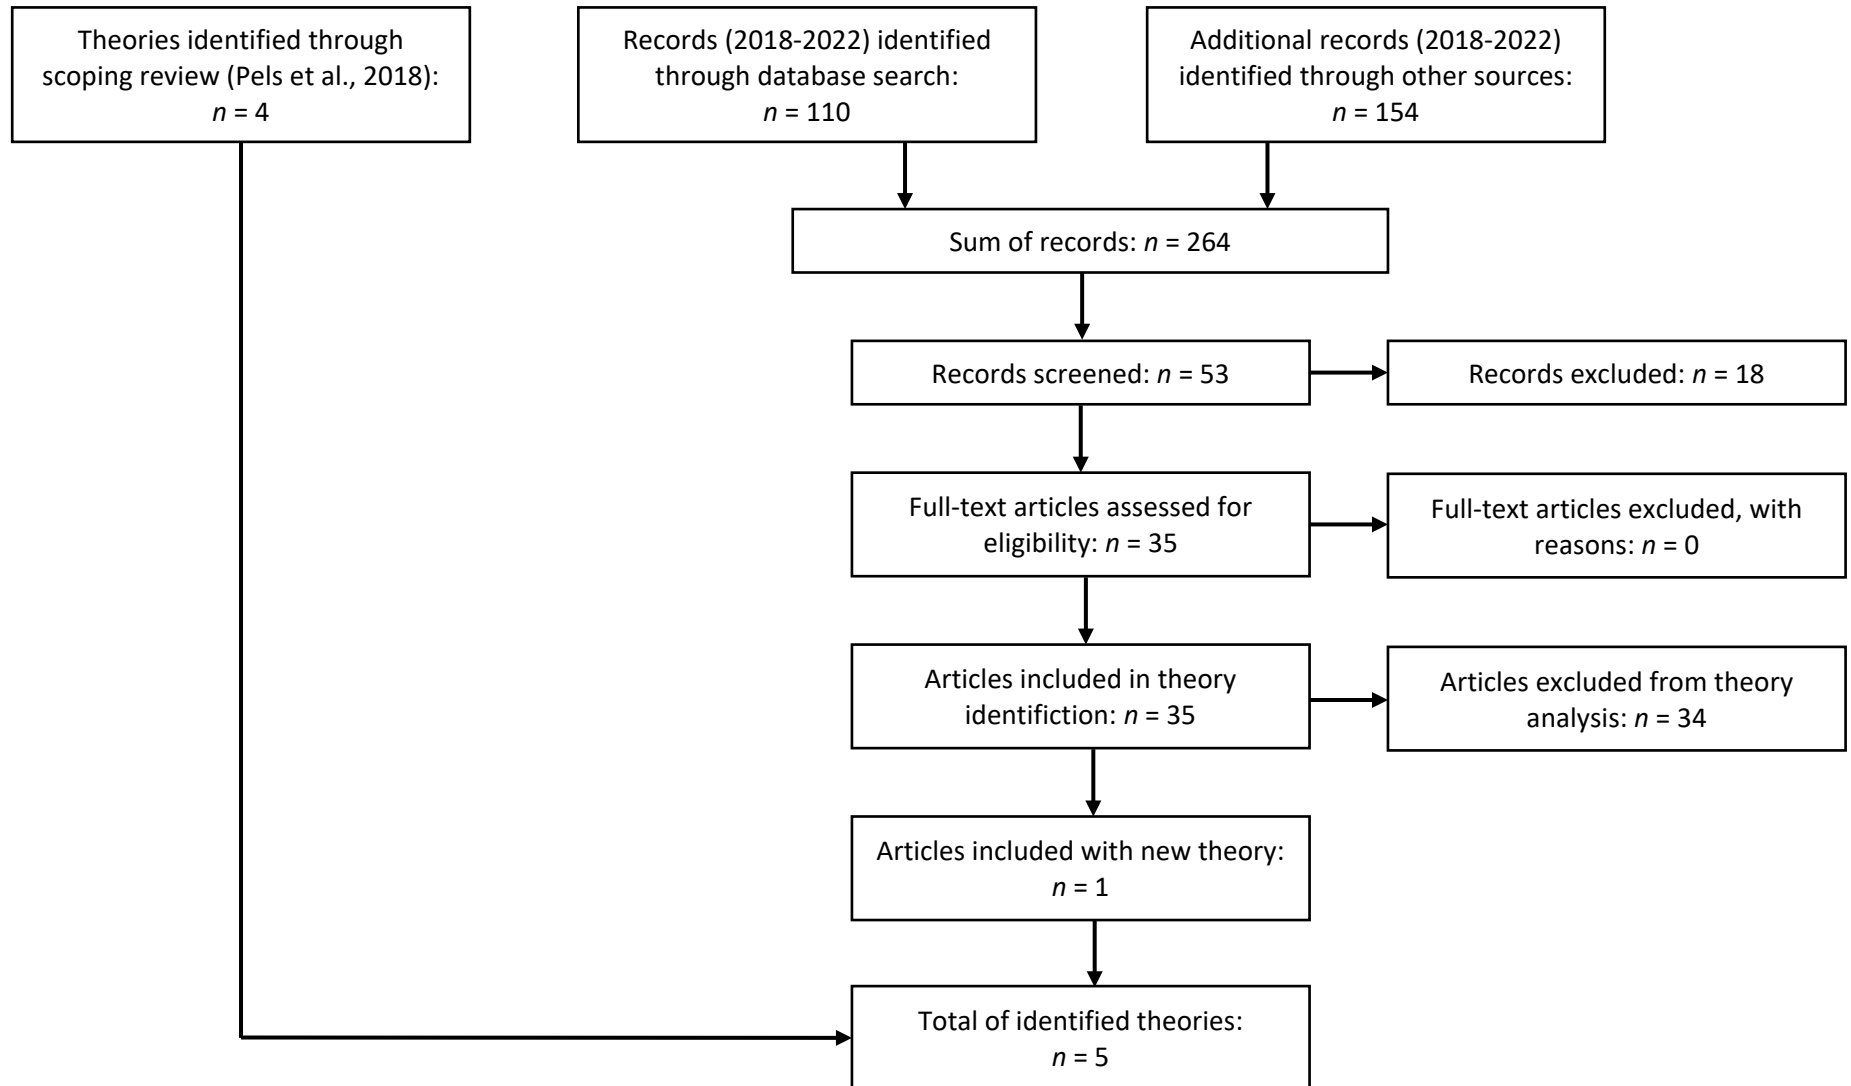 Theories identified through
scoping review (Pels et al., 2018):
n = 4
Records (2018-2022) identified
through database search:
n = 110
Additional records (2018-2022)
identified through other sources:
n = 154
Sum of records: n = 264
Records screened: n = 53
Records excluded: n = 18
Full-text articles assessed for
eligibility: n = 35
Full-text articles excluded, with
reasons: n = 0
Articles included in theory
identifiction: n = 35
Articles excluded from theory
analysis: n = 34
Articles included with new theory:
n = 1
Total of identified theories:
n = 5